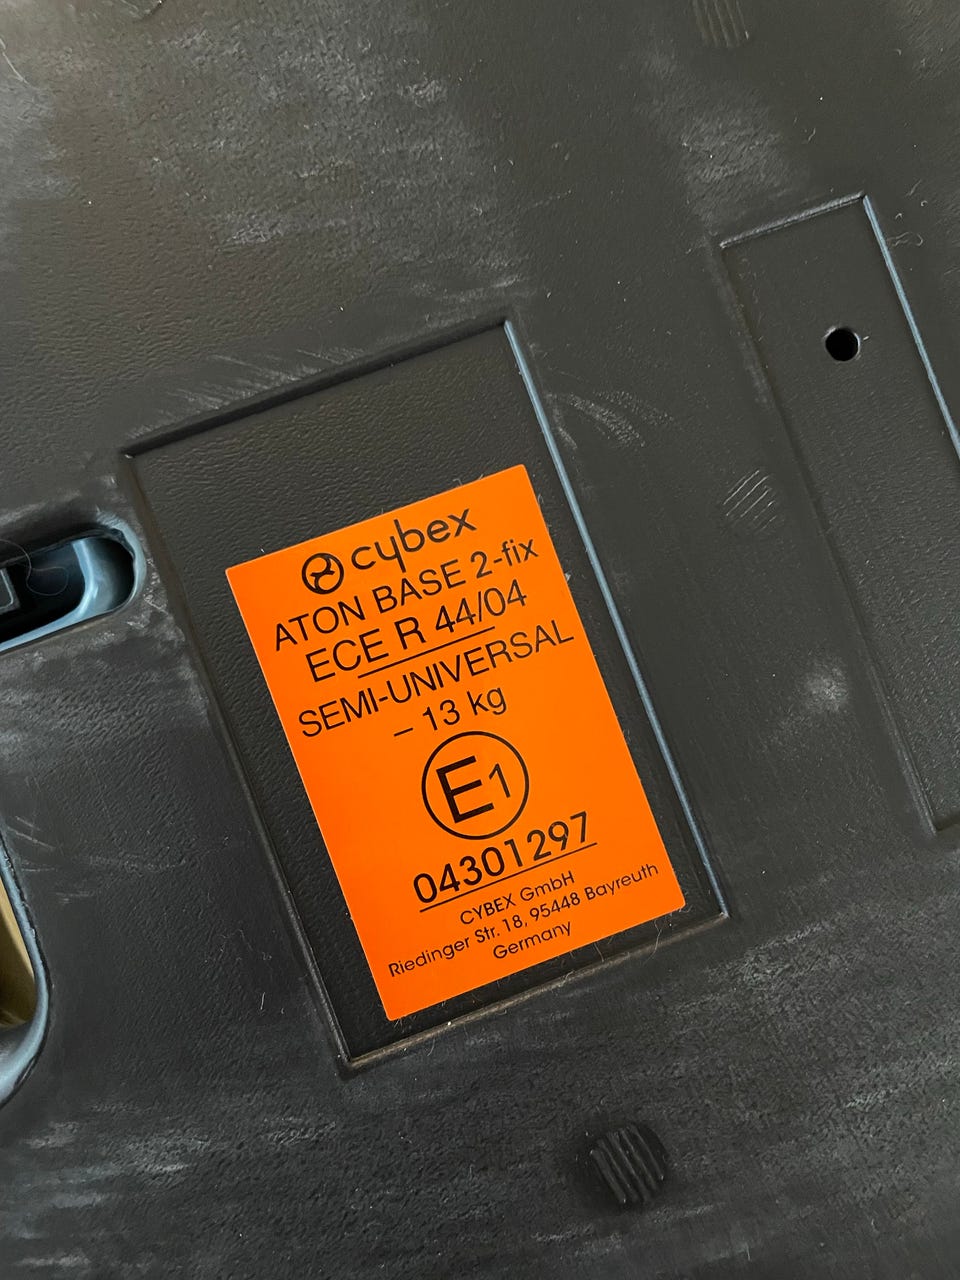 cybex
ATON BASE 2-fix
ECE R 44/04
SEMI-UNIVERSAL
– 13 kg
E1
04301297
CYBEX GmbH
Riedinger Str. 18, 95448 Bayreuth
Germany